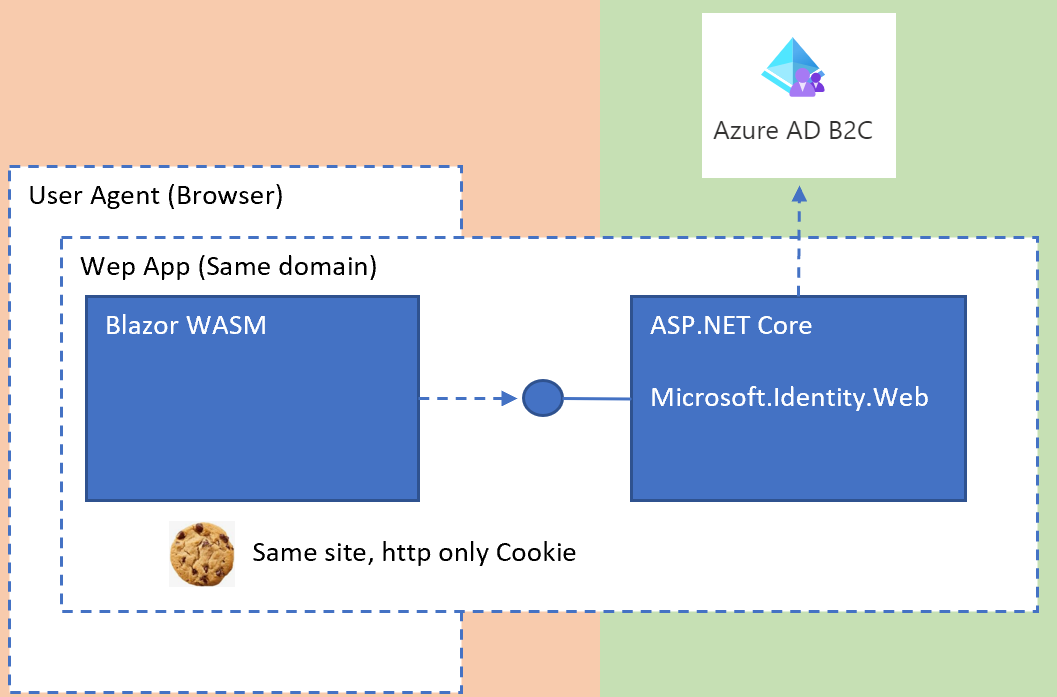 Azure AD B2C
User Agent (Browser)
Wep App (Same domain)
Blazor WASM
ASP.NET Core
Microsoft.Identity.Web
Same site, http only Cookie